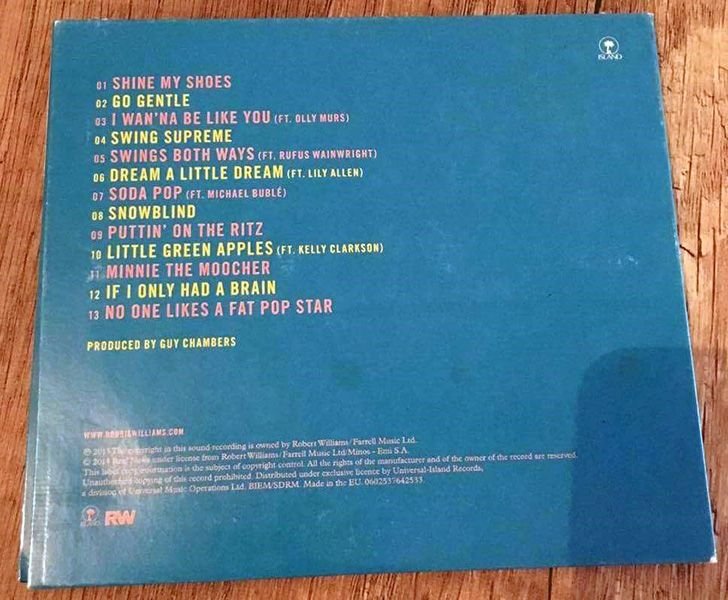 ISLAND
01 SHINE MY SHOES
02 GO GENTLE
03 I WAN'NA BE LIKE YOU (FT. OLLY MURS)
04 SWING SUPREME
05 SWINGS BOTH WAYS (FT. RUFUS WAINWRIGHT)
06 DREAM A LITTLE DREAM (FT. LILY ALLEN)
07 SODA POP (FT. MICHAEL BUBLÉ)
08 SNOWBLIND
09 PUTTIN' ON THE RITZ
10 LITTLE GREEN APPLES (FT. KELLY CLARKSON)
11 MINNIE THE MOOCHER
12 IF I ONLY HAD A BRAIN
13 NO ONE LIKES A FAT POP STAR
PRODUCED BY GUY CHAMBERS
WWW.ROBBIEWILLIAMS.COM
℗ 2013 The copyright in this sound recording is owned by Robert Williams/Farrell Music Ltd.
© 2014 under license from Robert Williams/Farrell Music Ltd/Minos - Emi S.A.
This label copy information is the subject of copyright control. All the rights of the manufacturer and of the owner of the record are reserved.
Unauthorised copying of this record prohibited. Distributed under exclusive licence by Universal-Island Records,
a division of Universal Music Operations Ltd. BIEM/SDRM. Made in the EU. 0602537642533
ISLAND RW